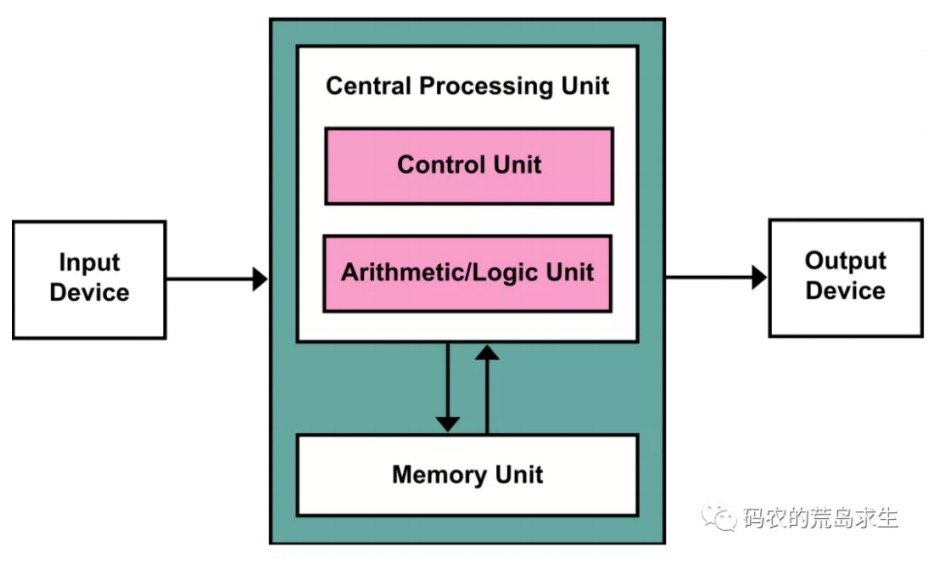 Central Processing Unit
Control Unit
Input
Device
Arithmetic/Logic Unit
Output
Device
Memory Unit
码农的荒岛求生